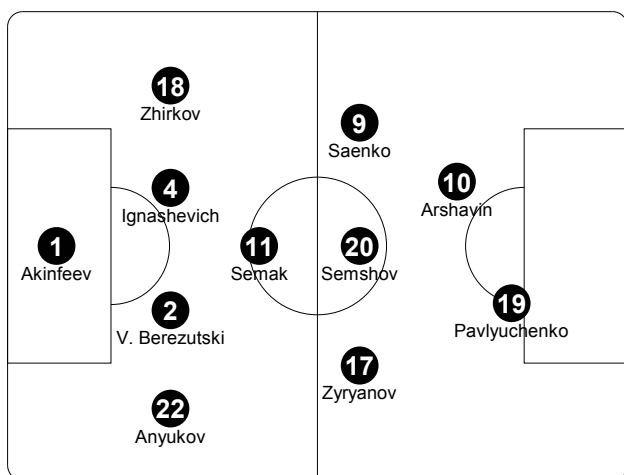 18
Zhirkov
9
Saenko
4
Ignashevich
10
Arshavin
1
Akinfeev
11
Semak
20
Semshov
2
V. Berezutski
19
Pavlyuchenko
17
Zyryanov
22
Anyukov